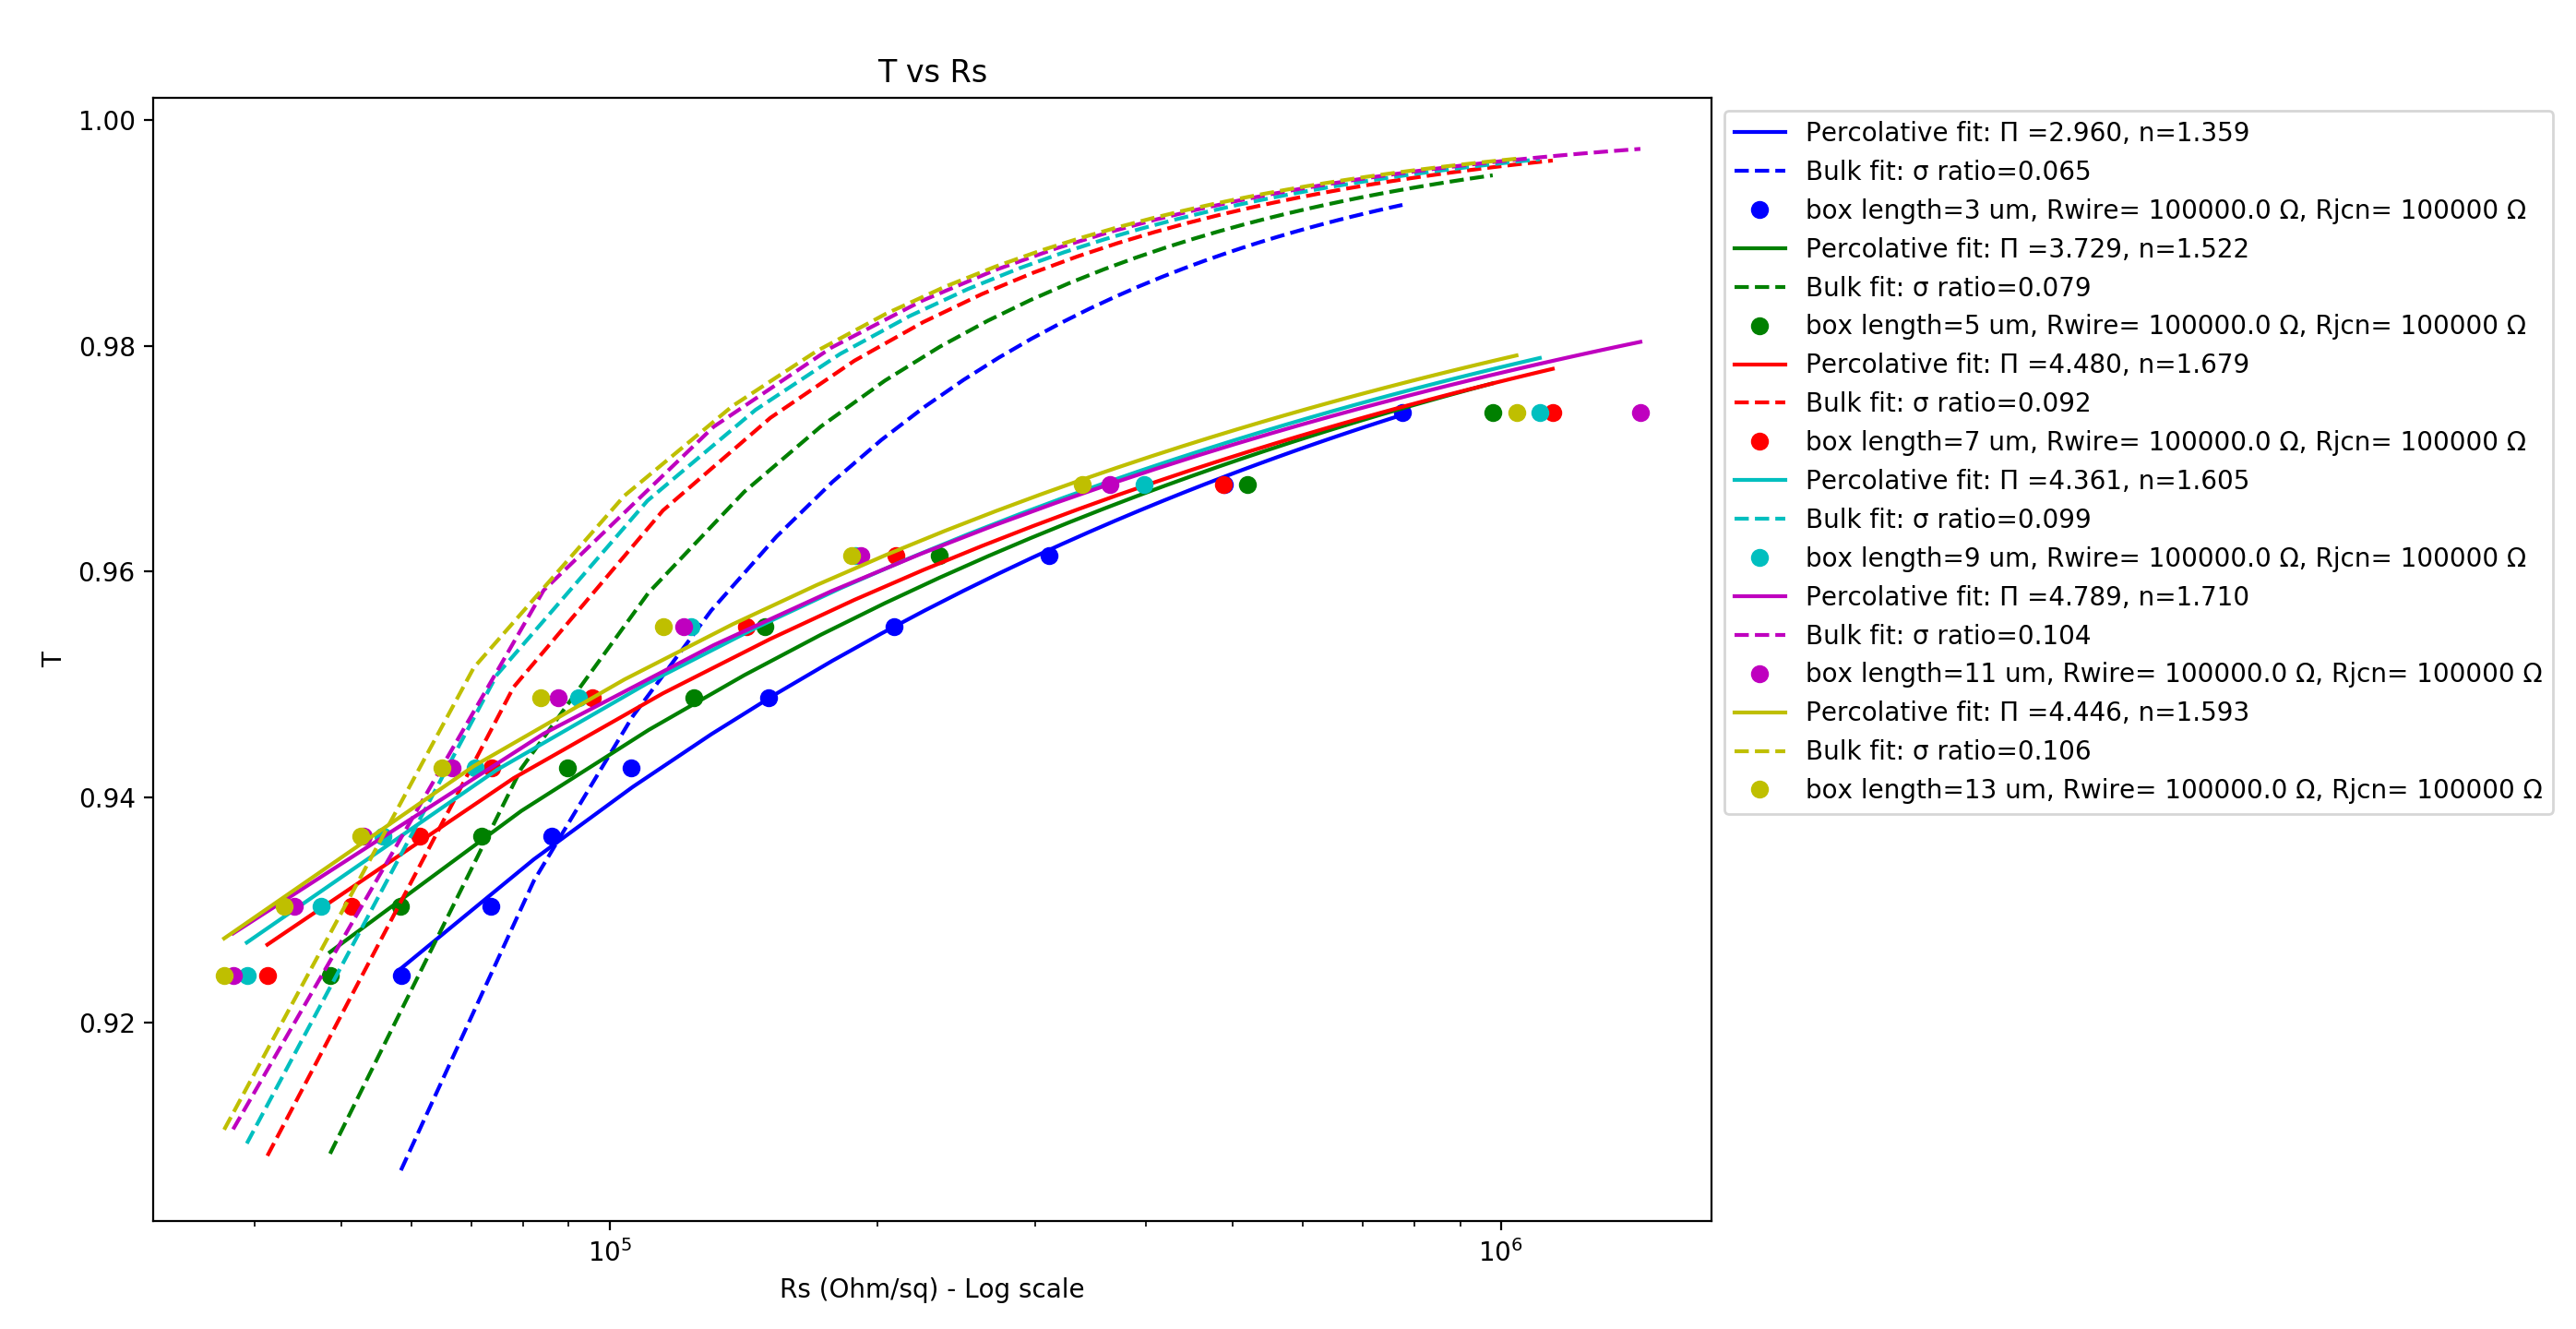 T vs Rs
1.00
0.98
0.96
0.94
0.92
T
10⁵
10⁶
Rs (Ohm/sq) - Log scale
Percolative fit: Π =2.960, n=1.359
Bulk fit: σ ratio=0.065
box length=3 um, Rwire= 100000.0 Ω, Rjcn= 100000 Ω
Percolative fit: Π =3.729, n=1.522
Bulk fit: σ ratio=0.079
box length=5 um, Rwire= 100000.0 Ω, Rjcn= 100000 Ω
Percolative fit: Π =4.480, n=1.679
Bulk fit: σ ratio=0.092
box length=7 um, Rwire= 100000.0 Ω, Rjcn= 100000 Ω
Percolative fit: Π =4.361, n=1.605
Bulk fit: σ ratio=0.099
box length=9 um, Rwire= 100000.0 Ω, Rjcn= 100000 Ω
Percolative fit: Π =4.789, n=1.710
Bulk fit: σ ratio=0.104
box length=11 um, Rwire= 100000.0 Ω, Rjcn= 100000 Ω
Percolative fit: Π =4.446, n=1.593
Bulk fit: σ ratio=0.106
box length=13 um, Rwire= 100000.0 Ω, Rjcn= 100000 Ω